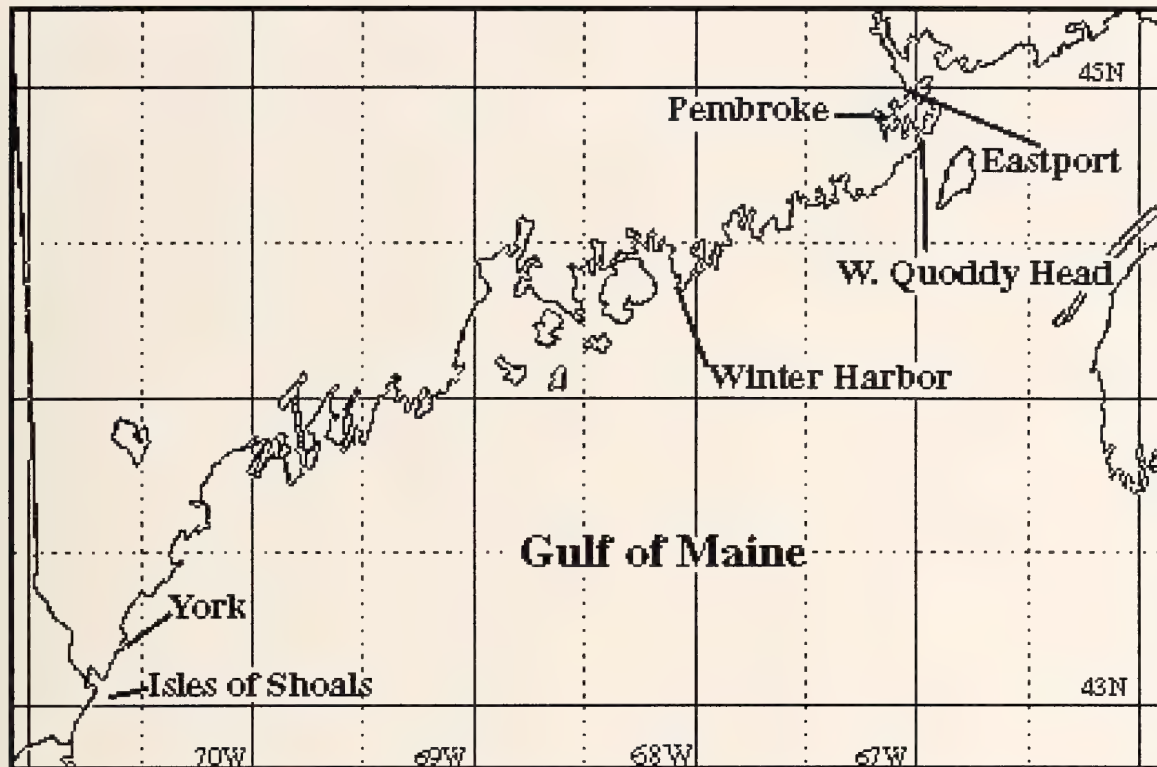 45N
Pembroke
Eastport
W. Quoddy Head
Winter Harbor
Gulf of Maine
York
Isles of Shoals
43N
70W
69W
68W
67W